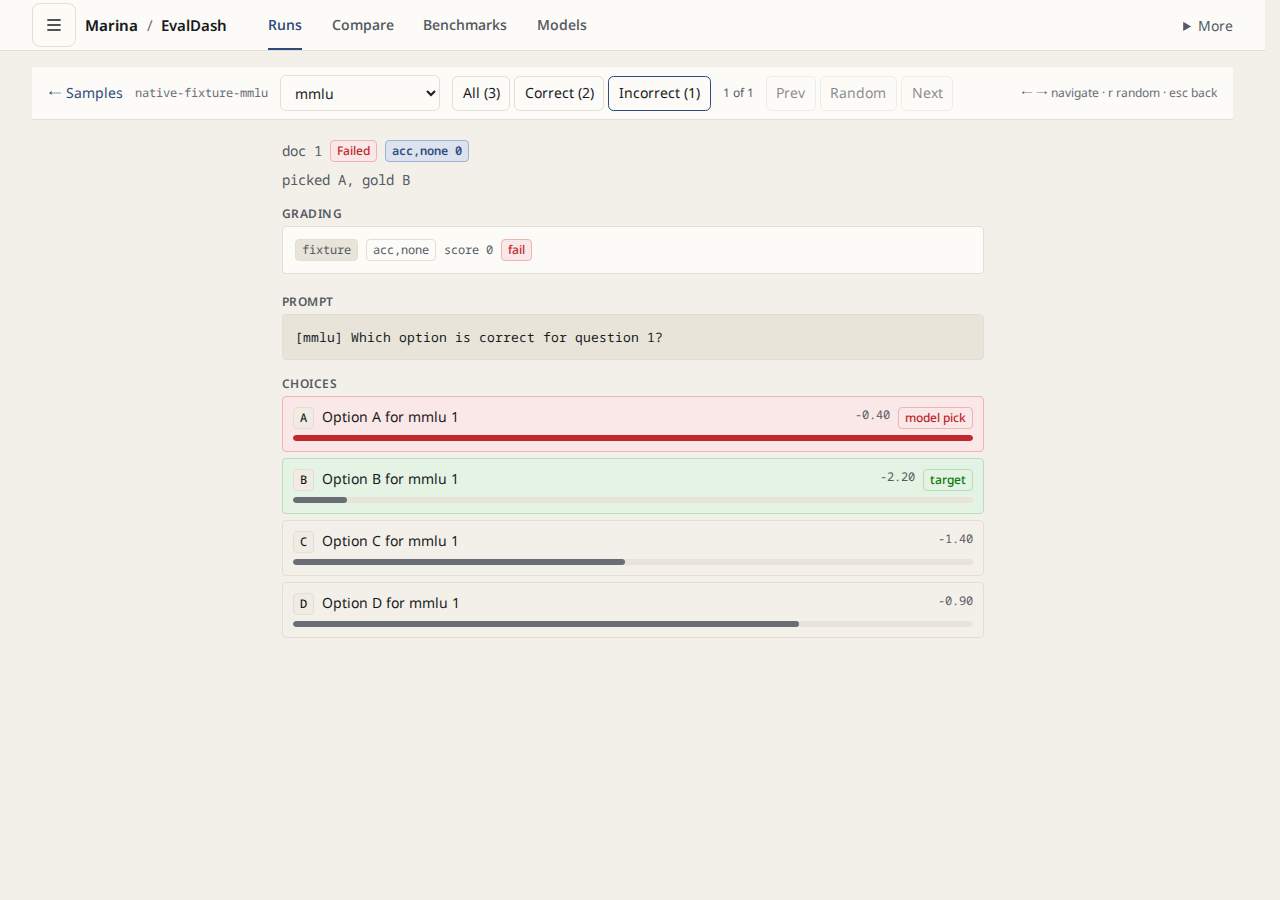 Marina / EvalDash Runs Compare Benchmarks Models ▶ More
← Samples native-fixture-mmlu mmlu All (3) Correct (2) Incorrect (1) 1 of 1 Prev Random Next ← → navigate · r random · esc back
doc 1 Failed acc,none 0
picked A, gold B
GRADING
fixture acc,none score 0 fail
PROMPT
[mmlu] Which option is correct for question 1?
CHOICES
A Option A for mmlu 1 -0.40 model pick
B Option B for mmlu 1 -2.20 target
C Option C for mmlu 1 -1.40
D Option D for mmlu 1 -0.90